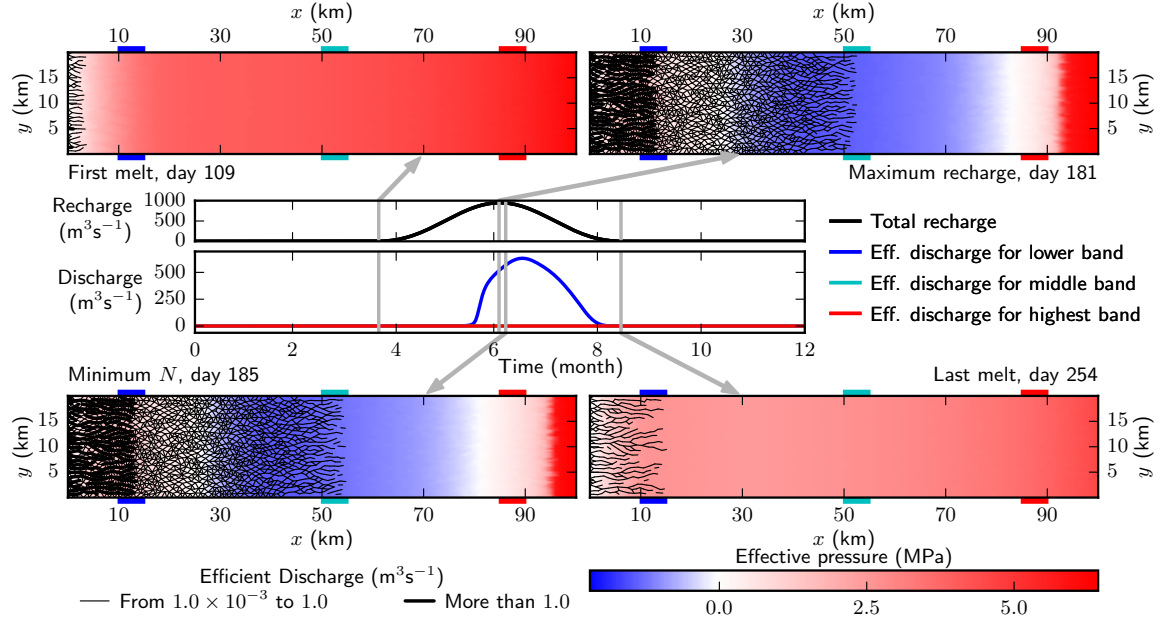 x (km)
x (km)
10 30 50 70 90
10 30 50 70 90
y (km)
15
10
5
15
10
5
y (km)
First melt, day 109
Maximum recharge, day 181
Recharge
(m³s⁻¹)
1000
500
0
Discharge
(m³s⁻¹)
500
250
0
0 2 4 6 8 10 12
Time (month)
Total recharge
Eff. discharge for lower band
Eff. discharge for middle band
Eff. discharge for highest band
Minimum N, day 185
Last melt, day 254
y (km)
15
10
5
15
10
5
y (km)
10 30 50 70 90
10 30 50 70 90
x (km)
x (km)
Efficient Discharge (m³s⁻¹)
From 1.0 × 10⁻³ to 1.0
More than 1.0
Effective pressure (MPa)
0.0 2.5 5.0